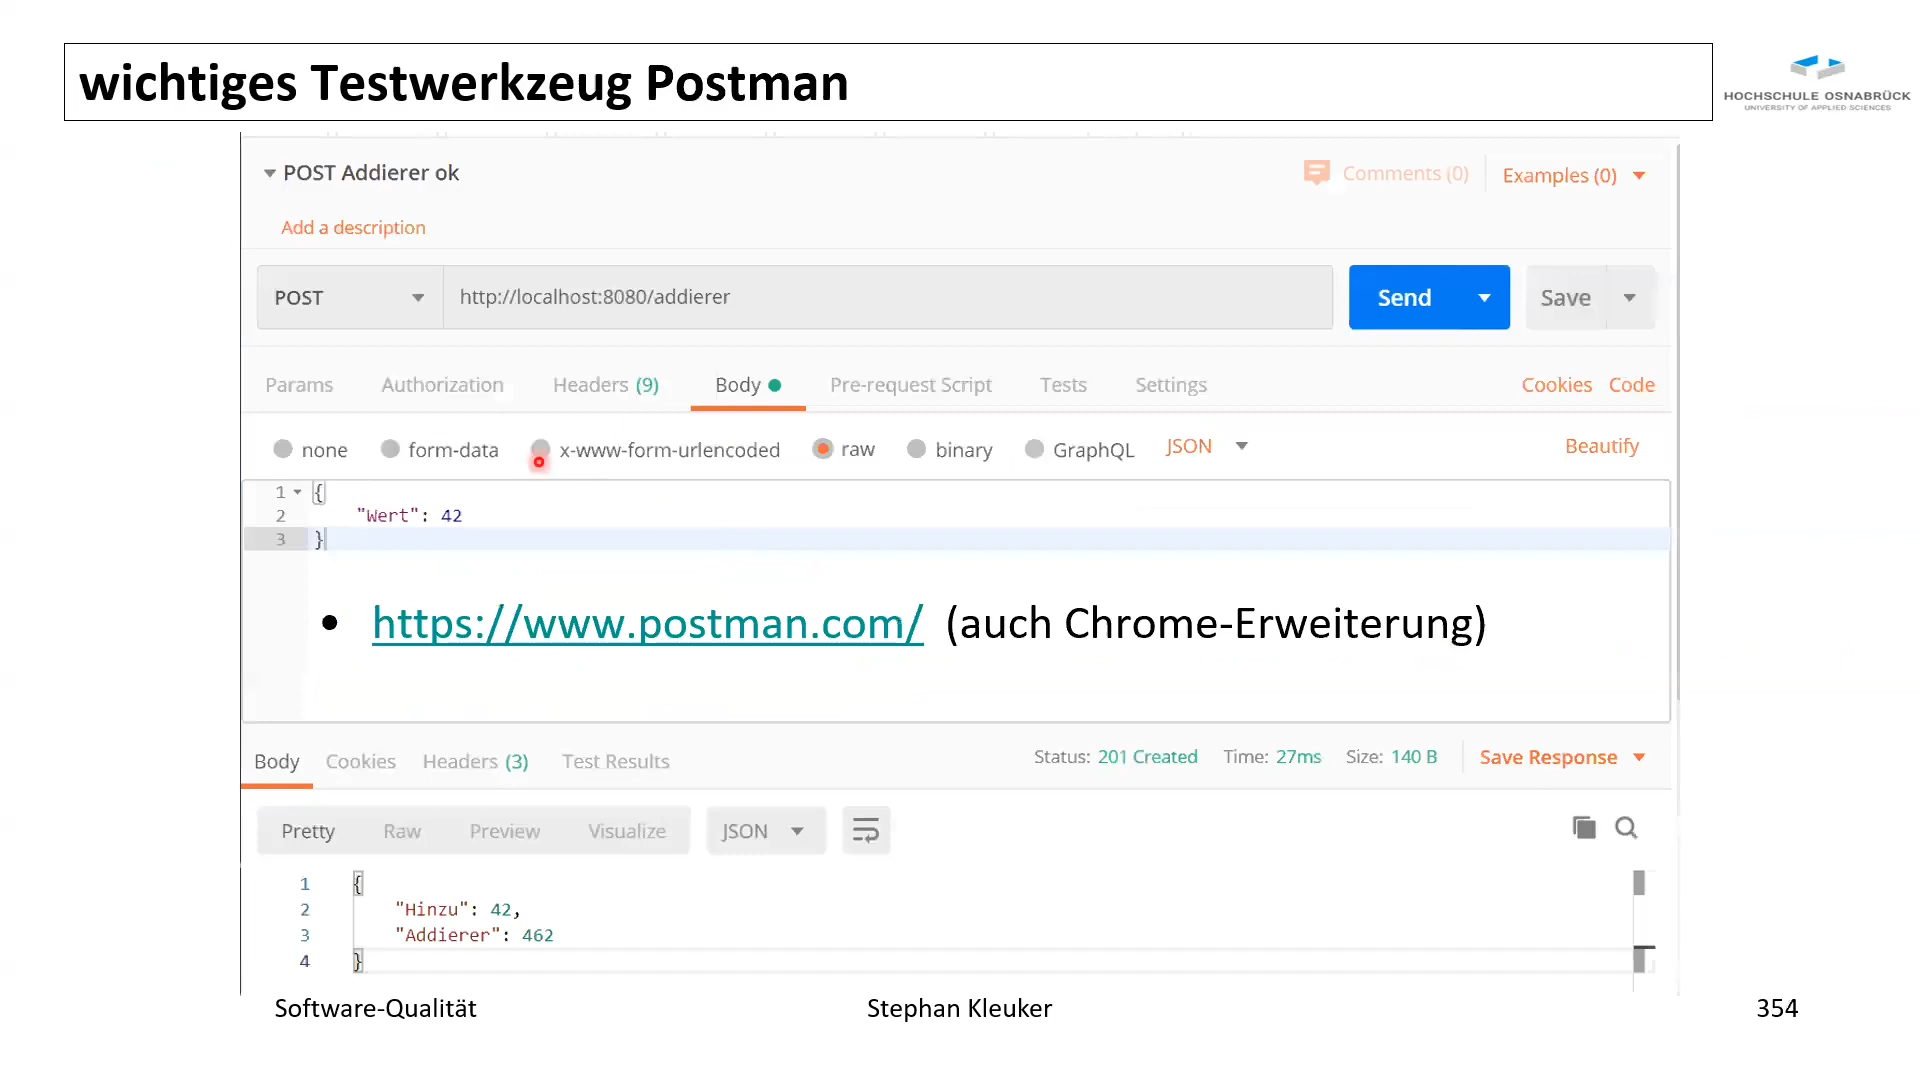 wichtiges Testwerkzeug Postman
HOCHSCHULE OSNABRÜCK
UNIVERSITY OF APPLIED SCIENCES
POST Addierer ok
Comments (0) Examples (0)
Add a description
POST http://localhost:8080/addierer Send Save
Params Authorization Headers (9) Body Pre-request Script Tests Settings Cookies Code
none form-data x-www-form-urlencoded raw binary GraphQL JSON Beautify
1 {
2 "Wert": 42
3 }
• https://www.postman.com/ (auch Chrome-Erweiterung)
Body Cookies Headers (3) Test Results Status: 201 Created Time: 27ms Size: 140 B Save Response
Pretty Raw Preview Visualize JSON
1 {
2 "Hinzu": 42,
3 "Addierer": 462
4 }
Software-Qualität Stephan Kleuker 354